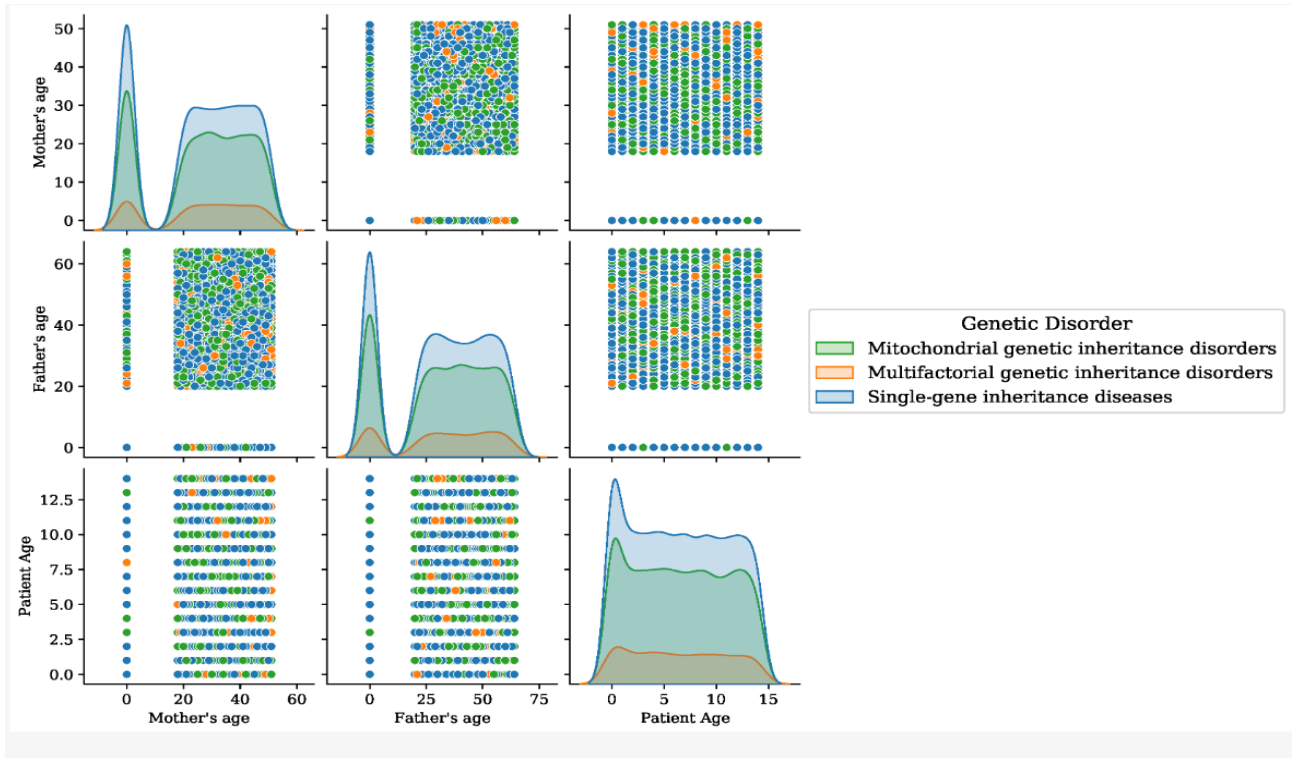 50
40
30
20
10
0
Mother's age
60
40
20
0
Father's age
Genetic Disorder
Mitochondrial genetic inheritance disorders
Multifactorial genetic inheritance disorders
Single-gene inheritance diseases
12.5
10.0
7.5
5.0
2.5
0.0
Patient Age
0 20 40 60
0 25 50 75
0 5 10 15
Mother's age
Father's age
Patient Age